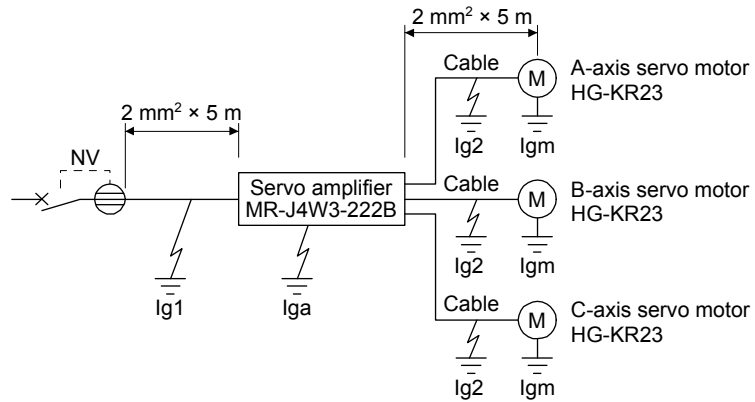 2 mm² × 5 m
Cable
A-axis servo motor
HG-KR23
2 mm² × 5 m
Ig2
Igm
NV
Servo amplifier
MR-J4W3-222B
Cable
B-axis servo motor
HG-KR23
Ig2
Igm
Ig1
Iga
Cable
C-axis servo motor
HG-KR23
Ig2
Igm
M
M
M